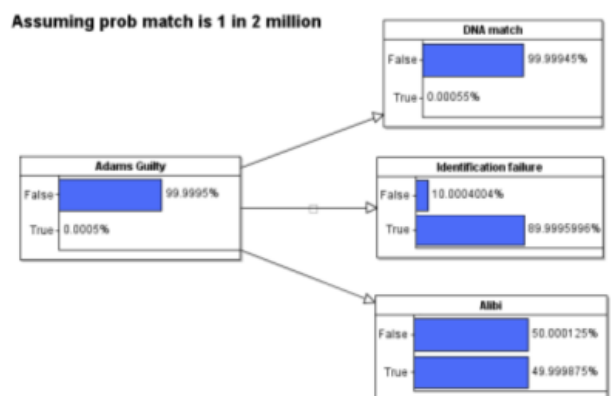 Assuming prob match is 1 in 2 million
DNA match
False 99.99945%
True 0.00055%
Adams Guilty
False 99.9995%
True 0.0005%
Identification failure
False 10.0004004%
True 89.9995996%
Alibi
False 50.000125%
True 49.999875%